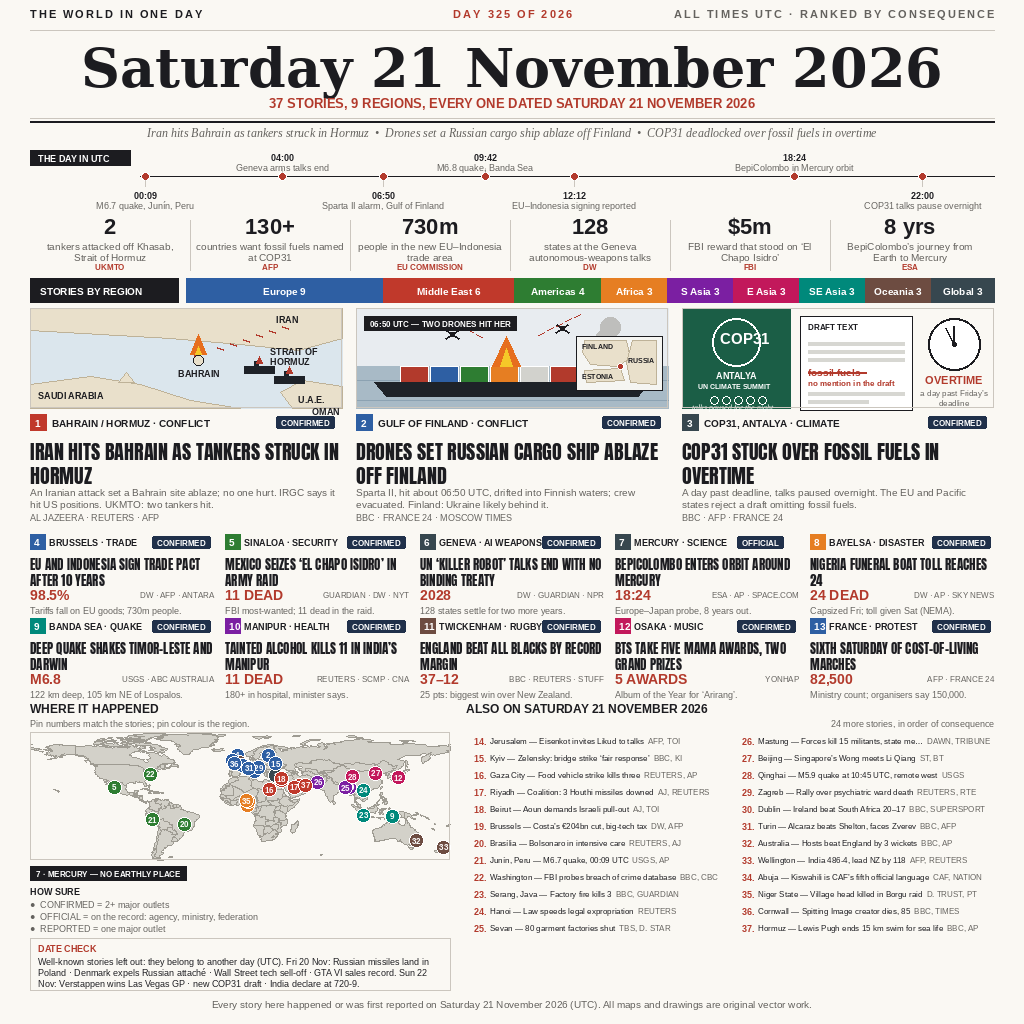 THE WORLD IN ONE DAY
DAY 325 OF 2026
ALL TIMES UTC · RANKED BY CONSEQUENCE
Saturday 21 November 2026
37 STORIES, 9 REGIONS, EVERY ONE DATED SATURDAY 21 NOVEMBER 2026
Iran hits Bahrain as tankers struck in Hormuz • Drones set a Russian cargo ship ablaze off Finland • COP31 deadlocked over fossil fuels in overtime
THE DAY IN UTC
04:00
Geneva arms talks end
09:42
M6.8 quake, Banda Sea
18:24
BepiColombo in Mercury orbit
00:09
M6.7 quake, Junín, Peru
06:50
Sparta II alarm, Gulf of Finland
12:12
EU–Indonesia signing reported
22:00
COP31 talks pause overnight
2
tankers attacked off Khasab,
Strait of Hormuz
UKMTO
130+
countries want fossil fuels named
at COP31
AFP
730m
people in the new EU–Indonesia
trade area
EU COMMISSION
128
states at the Geneva
autonomous-weapons talks
DW
$5m
FBI reward that stood on 'El
Chapo Isidro'
FBI
8 yrs
BepiColombo's journey from
Earth to Mercury
ESA
STORIES BY REGION
Europe 9
Middle East 6
Americas 4
Africa 3
S Asia 3
E Asia 3
SE Asia 3
Oceania 3
Global 3
IRAN
STRAIT OF
HORMUZ
BAHRAIN
SAUDI ARABIA
U.A.E.
OMAN
06:50 UTC — TWO DRONES HIT HER
FINLAND
RUSSIA
ESTONIA
COP31
ANTALYA
UN CLIMATE SUMMIT
DRAFT TEXT
fossil fuels
no mention in the draft
OVERTIME
a day past Friday's
deadline
1 BAHRAIN / HORMUZ · CONFLICT CONFIRMED
IRAN HITS BAHRAIN AS TANKERS STRUCK IN
HORMUZ
An Iranian attack set a Bahrain site ablaze; no one hurt. IRGC says it
hit US positions. UKMTO: two tankers hit.
AL JAZEERA · REUTERS · AFP
2 GULF OF FINLAND · CONFLICT CONFIRMED
DRONES SET RUSSIAN CARGO SHIP ABLAZE
OFF FINLAND
Sparta II, hit about 06:50 UTC, drifted into Finnish waters; crew
evacuated. Finland: Ukraine likely behind it.
BBC · FRANCE 24 · MOSCOW TIMES
3 COP31, ANTALYA · CLIMATE CONFIRMED
COP31 STUCK OVER FOSSIL FUELS IN
OVERTIME
A day past deadline, talks paused overnight. The EU and Pacific
states reject a draft omitting fossil fuels.
BBC · AFP · FRANCE 24
4 BRUSSELS · TRADE CONFIRMED
EU AND INDONESIA SIGN TRADE PACT
AFTER 10 YEARS
98.5% DW · AFP · ANTARA
Tariffs fall on EU goods; 730m people.
5 SINALOA · SECURITY CONFIRMED
MEXICO SEIZES 'EL CHAPO ISIDRO' IN
ARMY RAID
11 DEAD GUARDIAN · DW · NYT
FBI most-wanted; 11 dead in the raid.
6 GENEVA · AI WEAPONS CONFIRMED
UN 'KILLER ROBOT' TALKS END WITH NO
BINDING TREATY
2028 DW · GUARDIAN · NPR
128 states settle for two more years.
7 MERCURY · SCIENCE OFFICIAL
BEPICOLOMBO ENTERS ORBIT AROUND
MERCURY
18:24 ESA · AP · SPACE.COM
Europe–Japan probe, 8 years out.
8 BAYELSA · DISASTER CONFIRMED
NIGERIA FUNERAL BOAT TOLL REACHES
24
24 DEAD DW · AP · SKY NEWS
Capsized Fri; toll given Sat (NEMA).
9 BANDA SEA · QUAKE CONFIRMED
DEEP QUAKE SHAKES TIMOR-LESTE AND
DARWIN
M6.8 USGS · ABC AUSTRALIA
122 km deep, 105 km NE of Lospalos.
10 MANIPUR · HEALTH CONFIRMED
TAINTED ALCOHOL KILLS 11 IN INDIA'S
MANIPUR
11 DEAD REUTERS · SCMP · CNA
180+ in hospital, minister says.
11 TWICKENHAM · RUGBY CONFIRMED
ENGLAND BEAT ALL BLACKS BY RECORD
MARGIN
37–12 BBC · REUTERS · STUFF
25 pts: biggest win over New Zealand.
12 OSAKA · MUSIC CONFIRMED
BTS TAKE FIVE MAMA AWARDS, TWO
GRAND PRIZES
5 AWARDS YONHAP
Album of the Year for 'Arirang'.
13 FRANCE · PROTEST CONFIRMED
SIXTH SATURDAY OF COST-OF-LIVING
MARCHES
82,500 AFP · FRANCE 24
Ministry count; organisers say 150,000.
WHERE IT HAPPENED
Pin numbers match the stories; pin colour is the region.
22
5
21
20
36
31
29
2
15
35
16
18
17
37
26
25
28
27
12
24
23
9
32
33
7 · MERCURY — NO EARTHLY PLACE
HOW SURE
● CONFIRMED = 2+ major outlets
● OFFICIAL = on the record: agency, ministry, federation
● REPORTED = one major outlet
DATE CHECK
Well-known stories left out: they belong to another day (UTC). Fri 20 Nov: Russian missiles land in
Poland · Denmark expels Russian attaché · Wall Street tech sell-off · GTA VI sales record. Sun 22
Nov: Verstappen wins Las Vegas GP · new COP31 draft · India declare at 720-9.
ALSO ON SATURDAY 21 NOVEMBER 2026
24 more stories, in order of consequence
14. Jerusalem — Eisenkot invites Likud to talks AFP, TOI
15. Kyiv — Zelensky: bridge strike 'fair response' BBC, KI
16. Gaza City — Food vehicle strike kills three REUTERS, AP
17. Riyadh — Coalition: 3 Houthi missiles downed AJ, REUTERS
18. Beirut — Aoun demands Israeli pull-out AJ, TOI
19. Brussels — Costa's €204bn cut, big-tech tax DW, AFP
20. Brasilia — Bolsonaro in intensive care REUTERS, AJ
21. Junín, Peru — M6.7 quake, 00:09 UTC USGS, AP
22. Washington — FBI probes breach of crime database BBC, CBC
23. Serang, Java — Factory fire kills 3 BBC, GUARDIAN
24. Hanoi — Law speeds legal expropriation REUTERS
25. Sevan — 80 garment factories shut TBS, D. STAR
26. Mastung — Forces kill 15 militants, state me... DAWN, TRIBUNE
27. Beijing — Singapore's Wong meets Li Qiang ST, BT
28. Qinghai — M5.9 quake at 10:45 UTC, remote west USGS
29. Zagreb — Rally over psychiatric ward death REUTERS, RTE
30. Dublin — Ireland beat South Africa 20–17 BBC, SUPERSPORT
31. Turin — Alcaraz beats Shelton, faces Zverev BBC, AFP
32. Australia — Hosts beat England by 3 wickets BBC, AP
33. Wellington — India 486-4, lead NZ by 118 AFP, REUTERS
34. Abuja — Kiswahili is CAF's fifth official language CAF, NATION
35. Niger State — Village head killed in Borgu raid D. TRUST, PT
36. Cornwall — Spitting Image creator dies, 85 BBC, TIMES
37. Hormuz — Lewis Pugh ends 15 km swim for sea life BBC, AP
Every story here happened or was first reported on Saturday 21 November 2026 (UTC). All maps and drawings are original vector work.